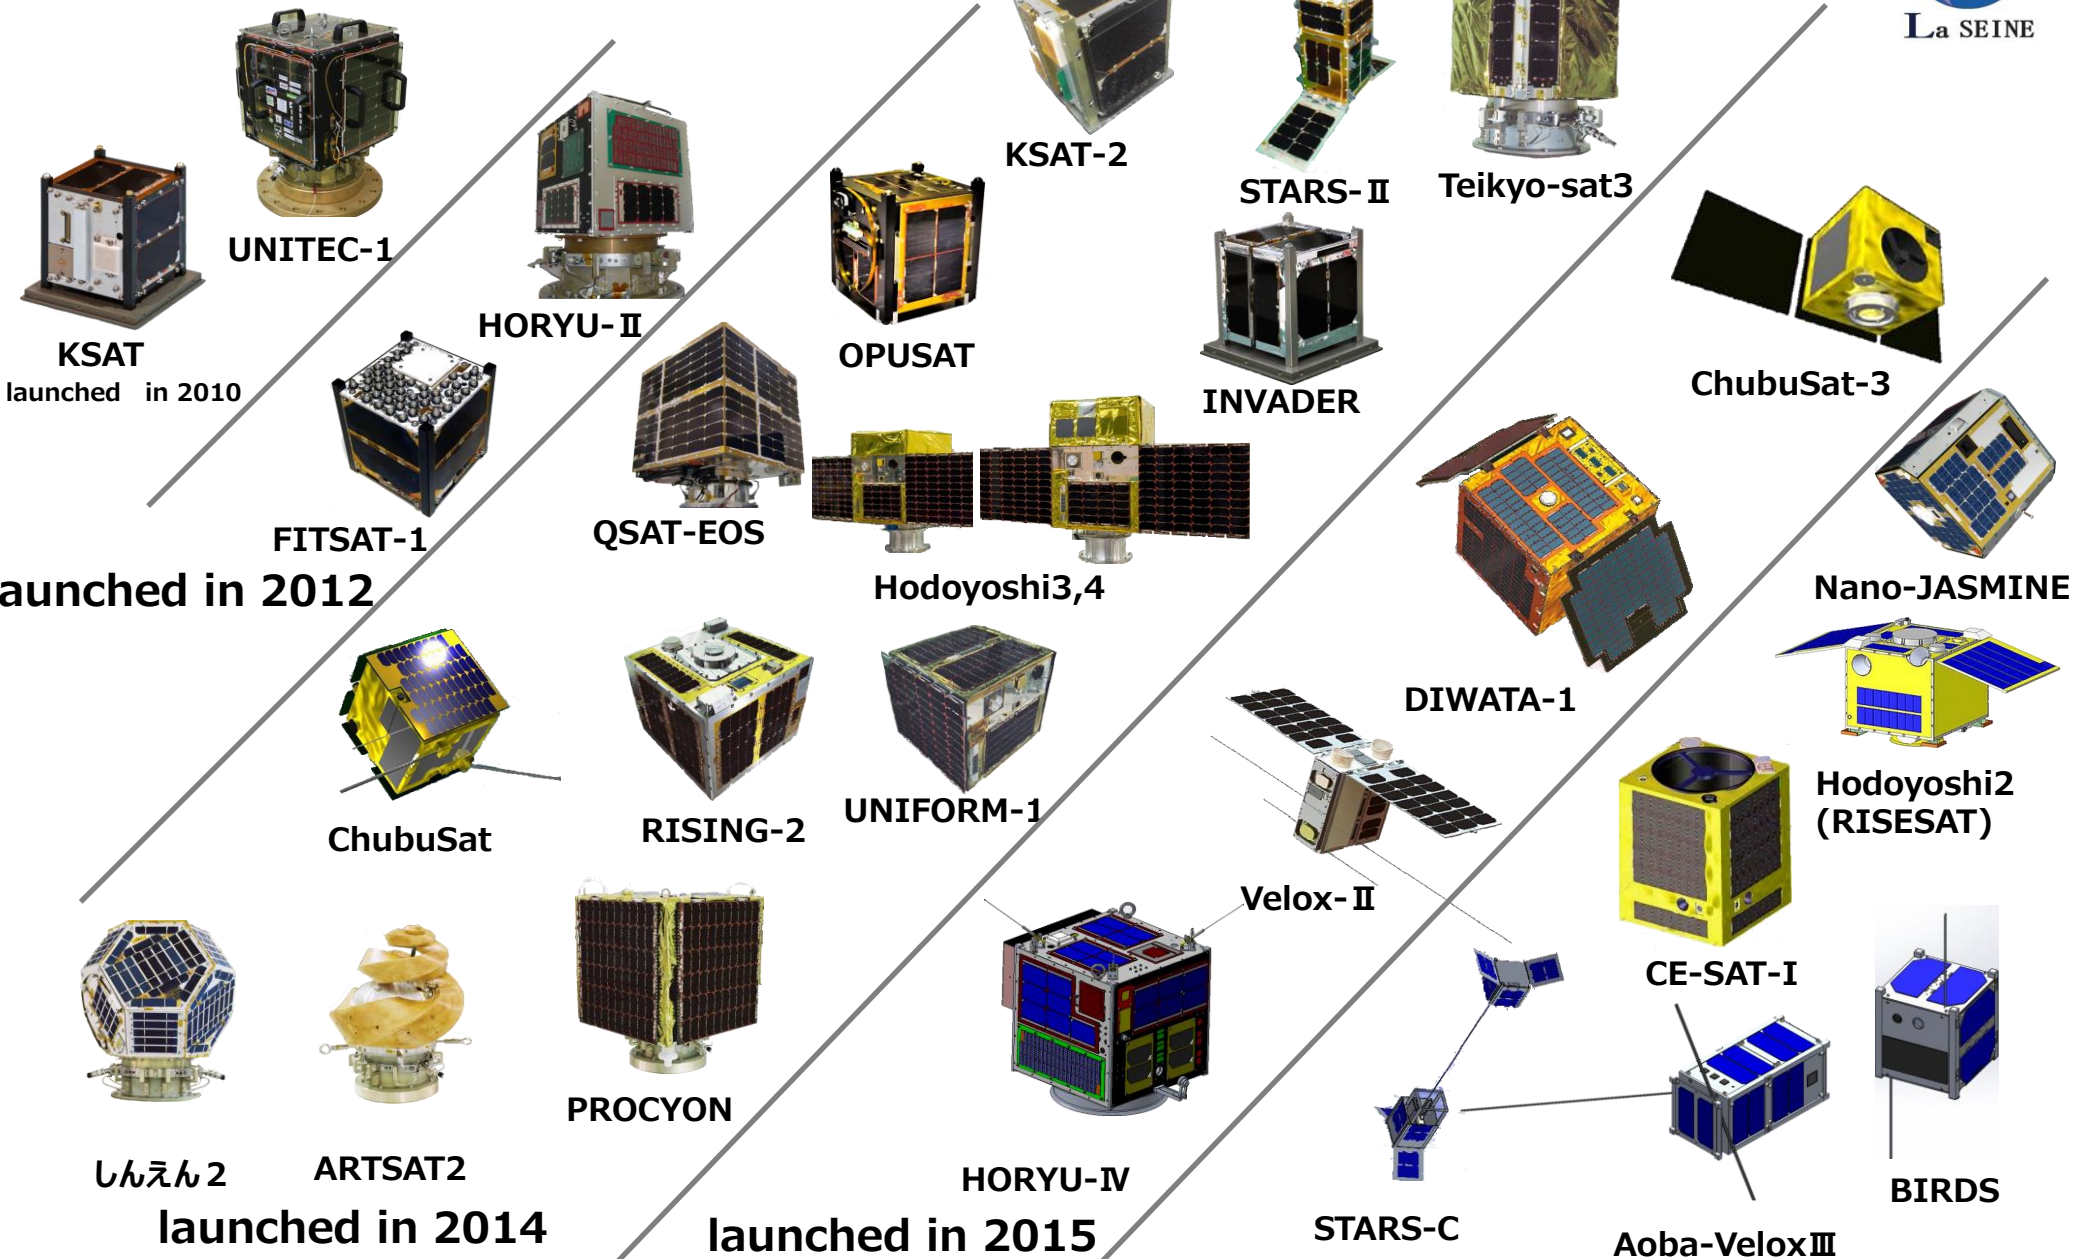 La SEINE
KSAT-2
STARS-Ⅱ
Teikyo-sat3
UNITEC-1
KSAT
launched in 2010
HORYU-Ⅱ
OPUSAT
INVADER
ChubuSat-3
FITSAT-1
QSAT-EOS
Hodoyoshi3,4
Nano-JASMINE
aunched in 2012
DIWATA-1
Hodoyoshi2
(RISESAT)
ChubuSat
RISING-2
UNIFORM-1
Velox-Ⅱ
CE-SAT-I
PROCYON
しんえん2
ARTSAT2
HORYU-Ⅳ
BIRDS
STARS-C
Aoba-VeloxⅢ
launched in 2014
launched in 2015